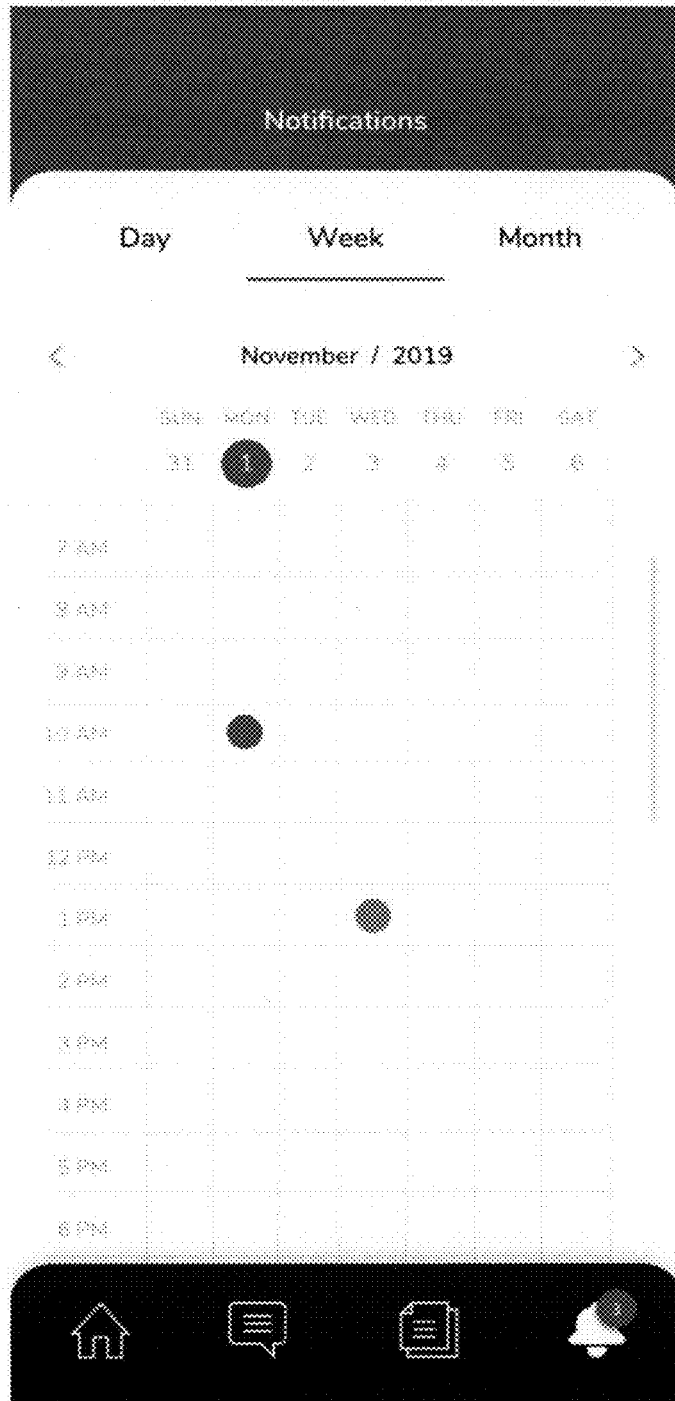 Notifications
Day Week Month
< November / 2019 >
SUN MON TUE WED THU FRI SAT
31 1 2 3 4 5 6
7 AM
8 AM
9 AM
10 AM
11 AM
12 PM
1 PM
2 PM
3 PM
4 PM
5 PM
6 PM